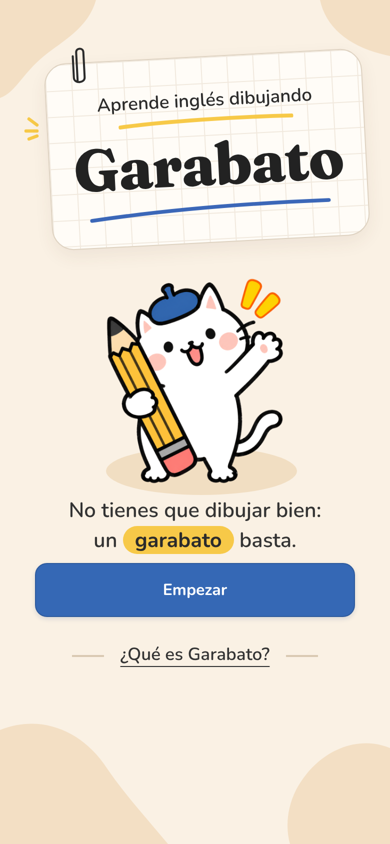 Aprende inglés dibujando
Garabato
No tienes que dibujar bien:
un garabato basta.
Empezar
¿Qué es Garabato?